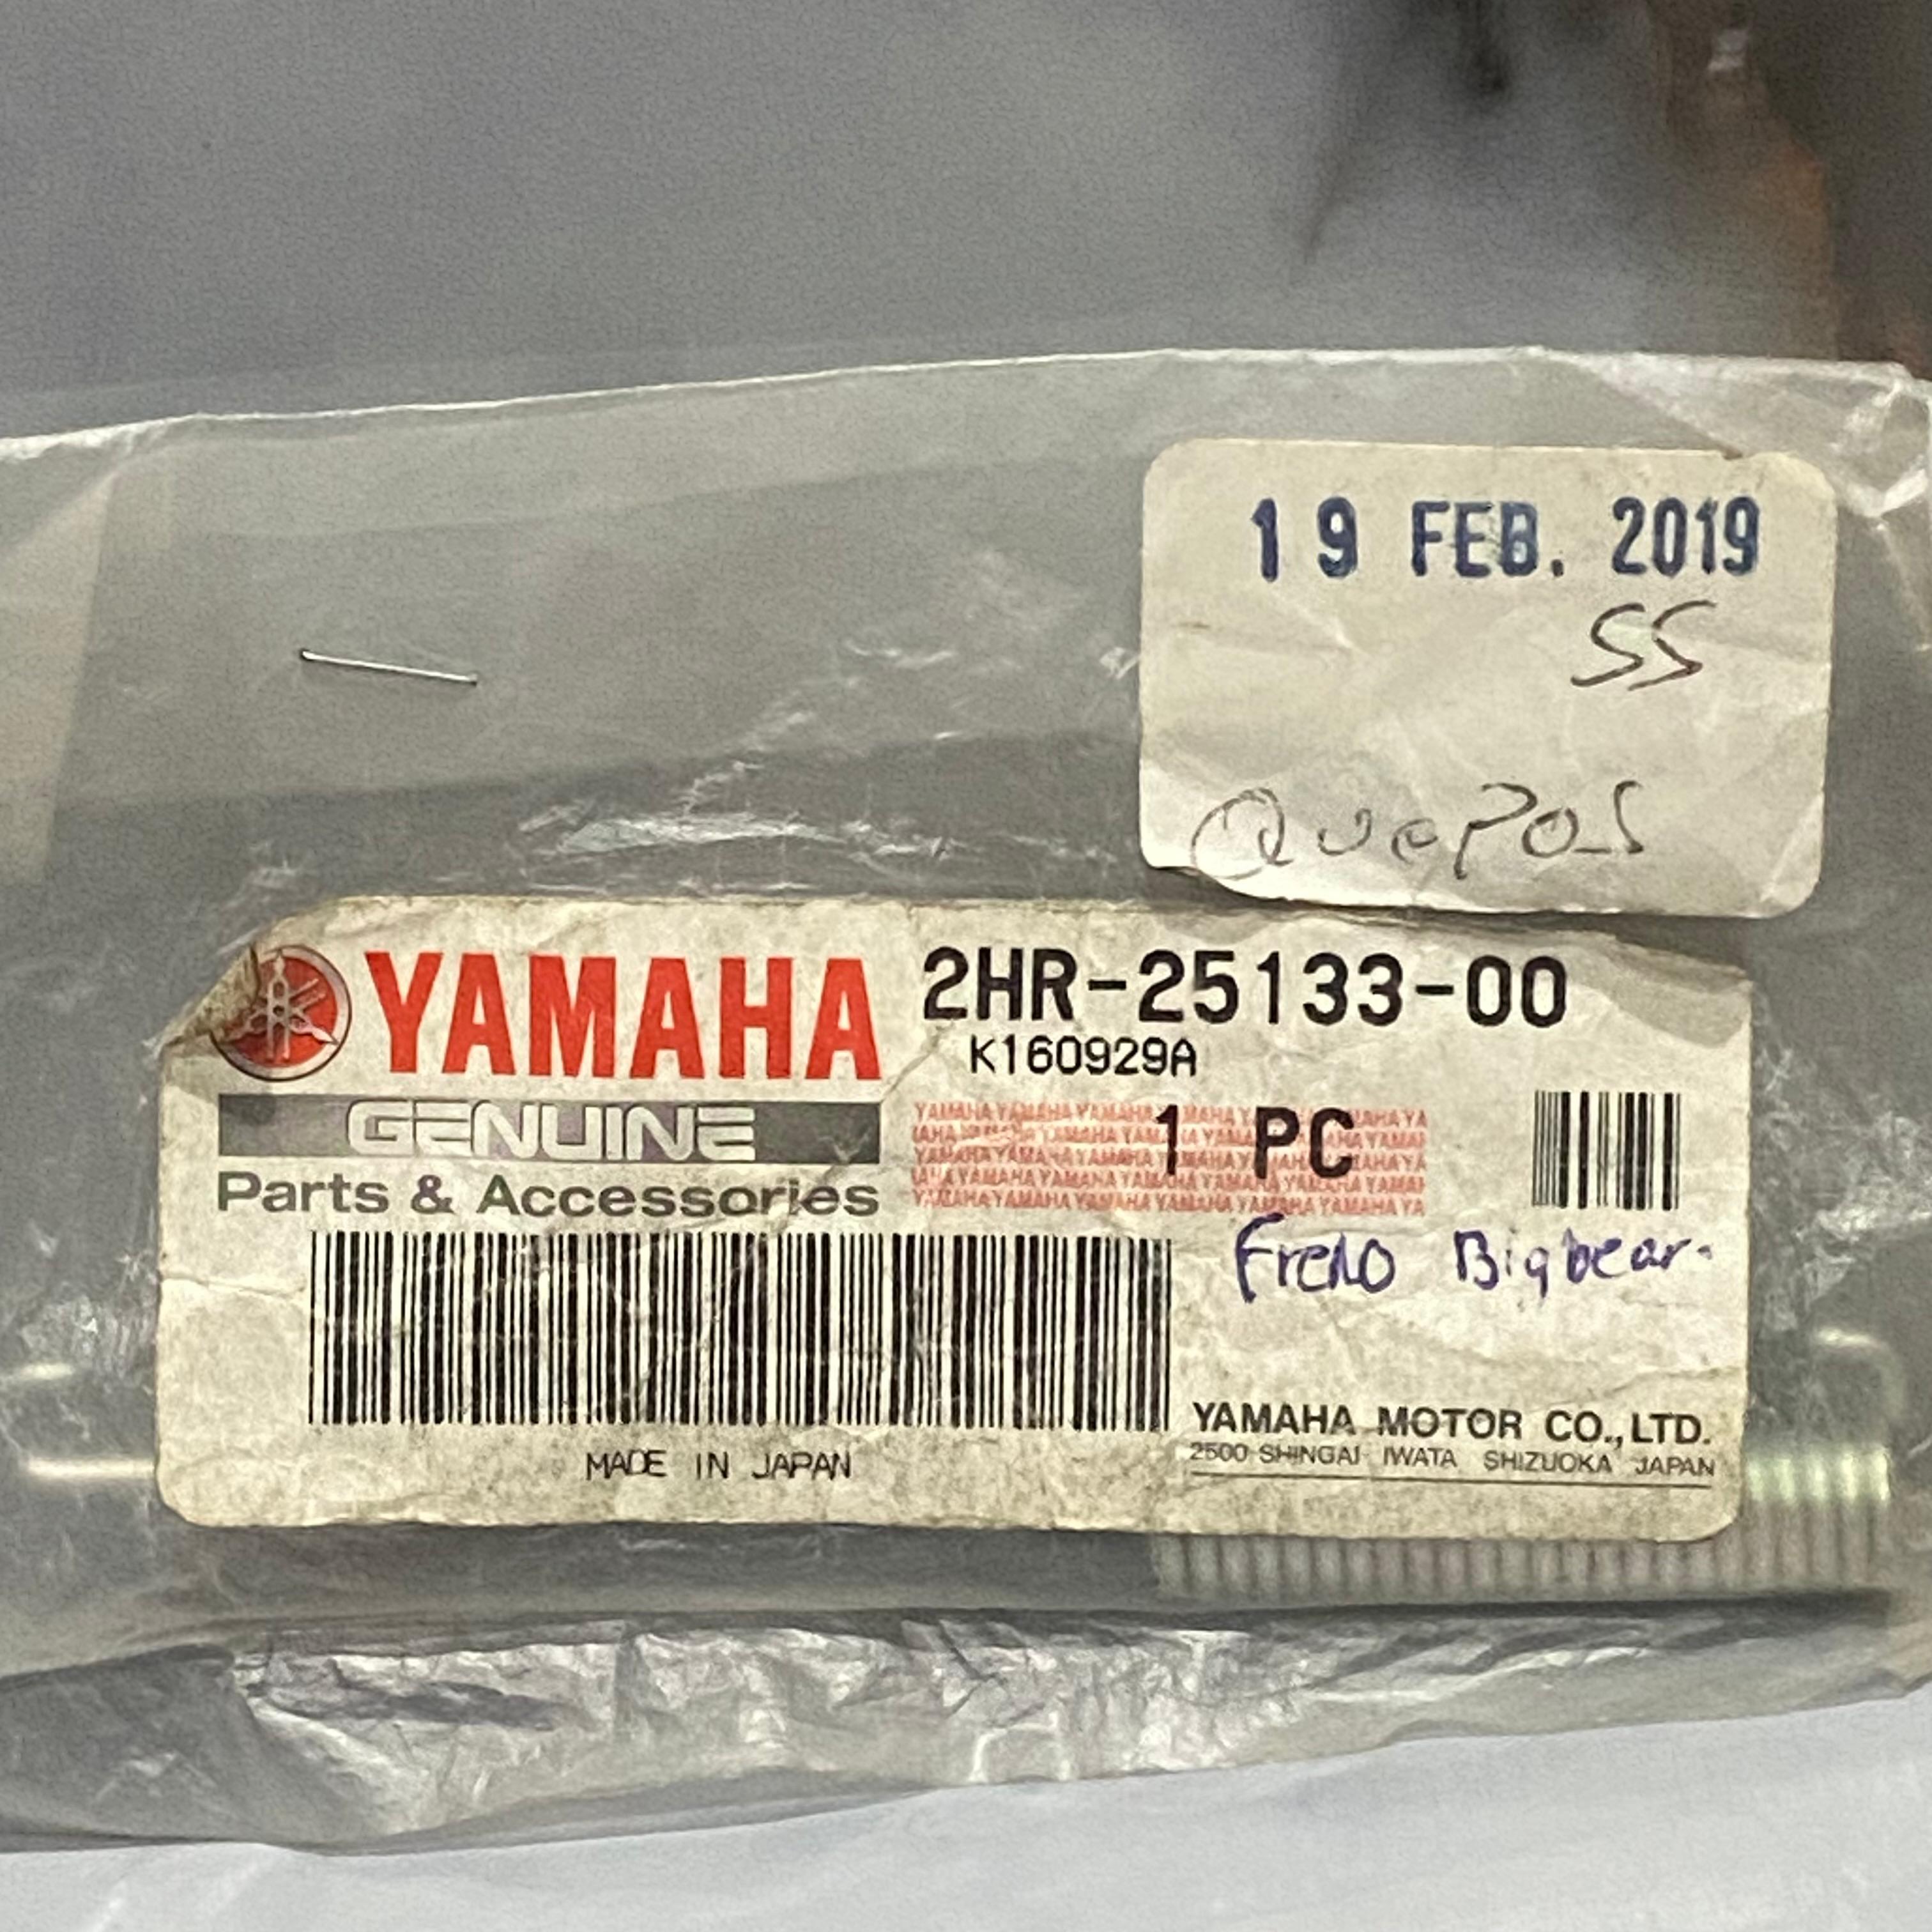 19 FEB. 2019
SS
QuePos
YAMAHA
GENUINE
Parts & Accessories
2HR-25133-00
K160929A
1 PC
Freno Bigbear.
MADE IN JAPAN
YAMAHA MOTOR CO., LTD.
2500 SHINGAI IWATA SHIZUOKA JAPAN